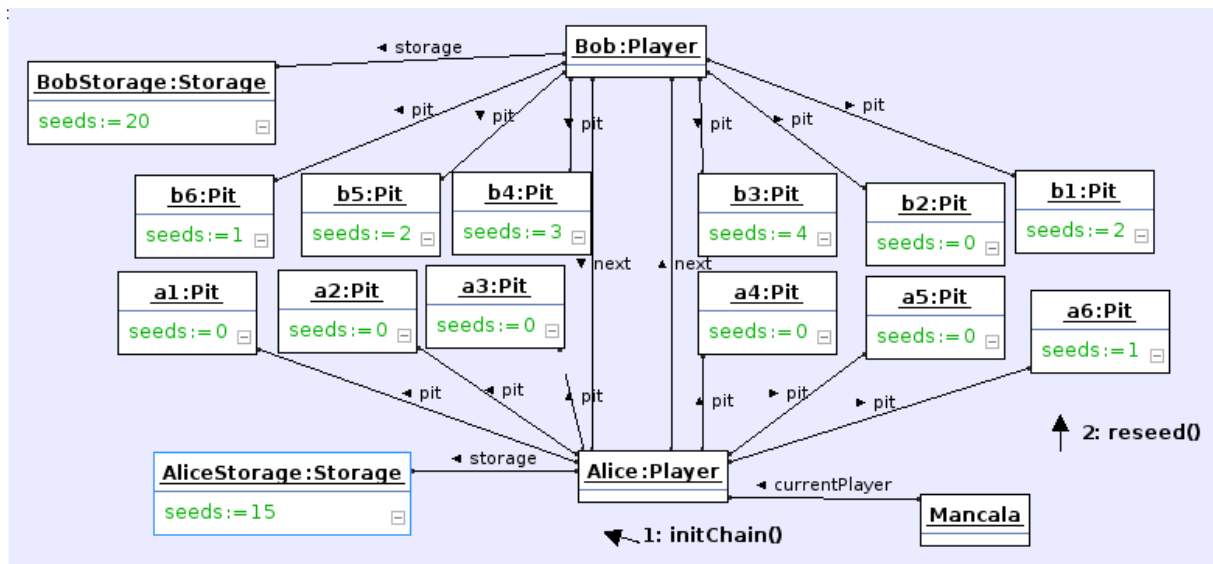 :
Bob:Player
◄ storage
BobStorage:Storage
seeds:=20
◄ pit
▼ pit
▼ pit
▼ pit
► pit
► pit
b6:Pit
seeds:=1
b5:Pit
seeds:=2
b4:Pit
seeds:=3
b3:Pit
seeds:=4
b2:Pit
seeds:=0
b1:Pit
seeds:=2
▼ next
▲ next
a1:Pit
seeds:=0
a2:Pit
seeds:=0
a3:Pit
seeds:=0
a4:Pit
seeds:=0
a5:Pit
seeds:=0
a6:Pit
seeds:=1
◄ pit
◄ pit
▲ pit
▲ pit
► pit
► pit
2: reseed()
◄ storage
AliceStorage:Storage
seeds:=15
Alice:Player
◄ currentPlayer
Mancala
1: initChain()